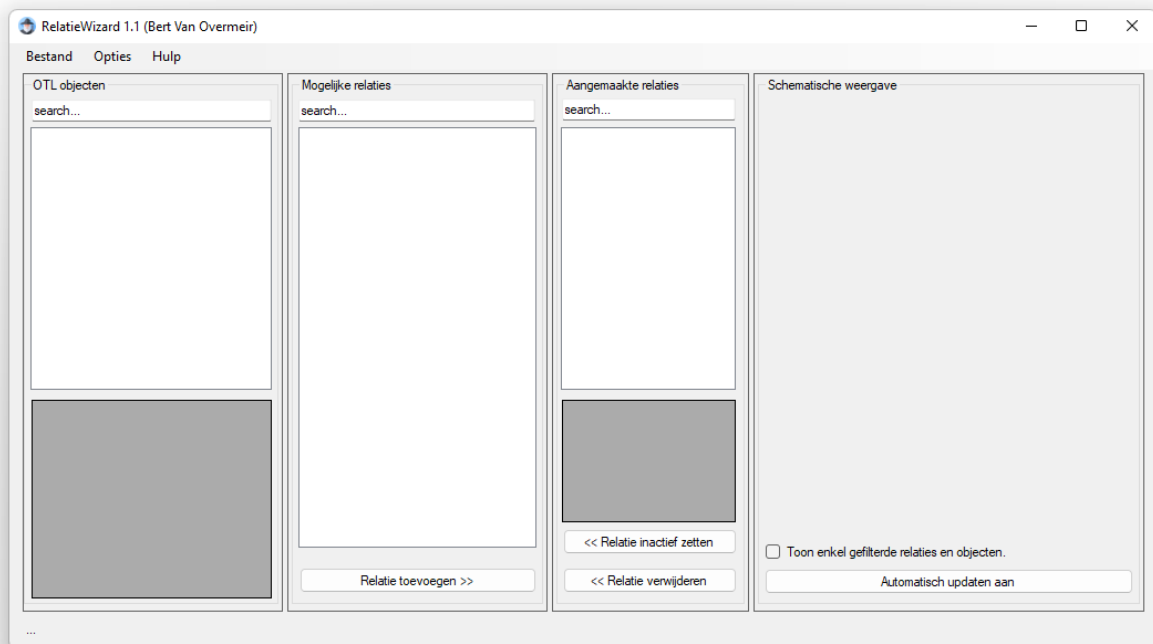 RelatieWizard 1.1 (Bert Van Overmeir)
Bestand Opties Hulp
OTL objecten
search...
Mogelijke relaties
search...
Relatie toevoegen >>
Aangemaakte relaties
search...
<< Relatie inactief zetten
<< Relatie verwijderen
Schematische weergave
Toon enkel gefilterde relaties en objecten.
Automatisch updaten aan
...